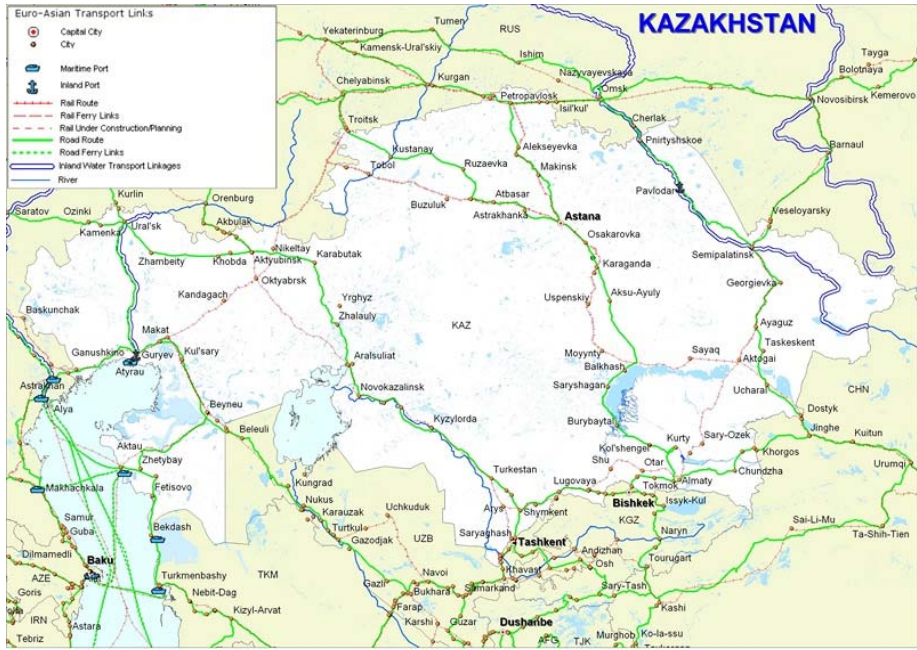 Euro-Asian Transport Links
Capital City
City
Maritime Port
Inland Port
Rail Route
Rail Ferry Links
Rail Under Construction/Planning
Road Route
Road Ferry Links
Inland Water Transport Linkages
River
KAZAKHSTAN
Yekaterinburg
Tumen
RUS
Kamensk-Ural'skiy
Ishim
Tayga
Bolotnaya
Nazyvayevskaya
Chelyabinsk
Kurgan
Omsk
Kemerovo
Petropavlosk
Isil'kul'
Novosibirsk
Troitsk
Cherlak
Pnirtyshskoe
Kustanay
Alekseyevka
Barnaul
Tobol
Ruzaevka
Makinsk
Pavlodar
Kurlin
Orenburg
Buzuluk
Atbasar
Saratov
Ozinki
Akbulak
Astrakhanka
Astana
Veseloyarsky
Kamenka
Ural'sk
Osakarovka
Nikeltay
Zhambeity
Khobda
Aktyubinsk
Karabutak
Semipalatinsk
Karaganda
Oktyabrsk
Georgievka
Kandagach
Yrghyz
Uspenskiy
Aksu-Ayuly
Baskunchak
Zhalauly
KAZ
Makat
Ayaguz
Ganushkino
Guryev
Kul'sary
Moyynty
Sayaq
Taskeskent
Atyrau
Aralsuliat
Balkhash
Aktogai
Astrakhan
Novokazalinsk
Saryshagan
Ucharal
CHN
Alya
Beyneu
Beleuli
Kyzylorda
Burybaytal
Dostyk
Aktau
Kol'shenger
Kurty
Sary-Ozek
Jinghe
Kuitun
Zhetybay
Shu
Otar
Khorgos
Turkestan
Lugovaya
Chundzha
Urumqi
Makhachkala
Fetisovo
Kungrad
Tokmok
Almaty
Nukus
Uchkuduk
Arys
Shymkent
Bishkek
Issyk-Kul
Samur
Karauzak
KGZ
Sai-Li-Mu
Guba
Bekdash
Turtkul
Saryaghash
Naryn
Ta-Shih-Tien
Dilmamedli
Gazodjak
UZB
Tashkent
Andizhan
Baku
Khavast
Osh
Tourugart
AZE
Turkmenbashy
TKM
Navoi
Goris
Nebit-Dag
Gazli
Bukhara
Samarkand
Sary-Tash
IRN
Kizyl-Arvat
Farap
Kashi
Astara
Karshi
Guzar
Dushanbe
Tebriz
AFG
TJK
Murghob
Ko-la-ssu